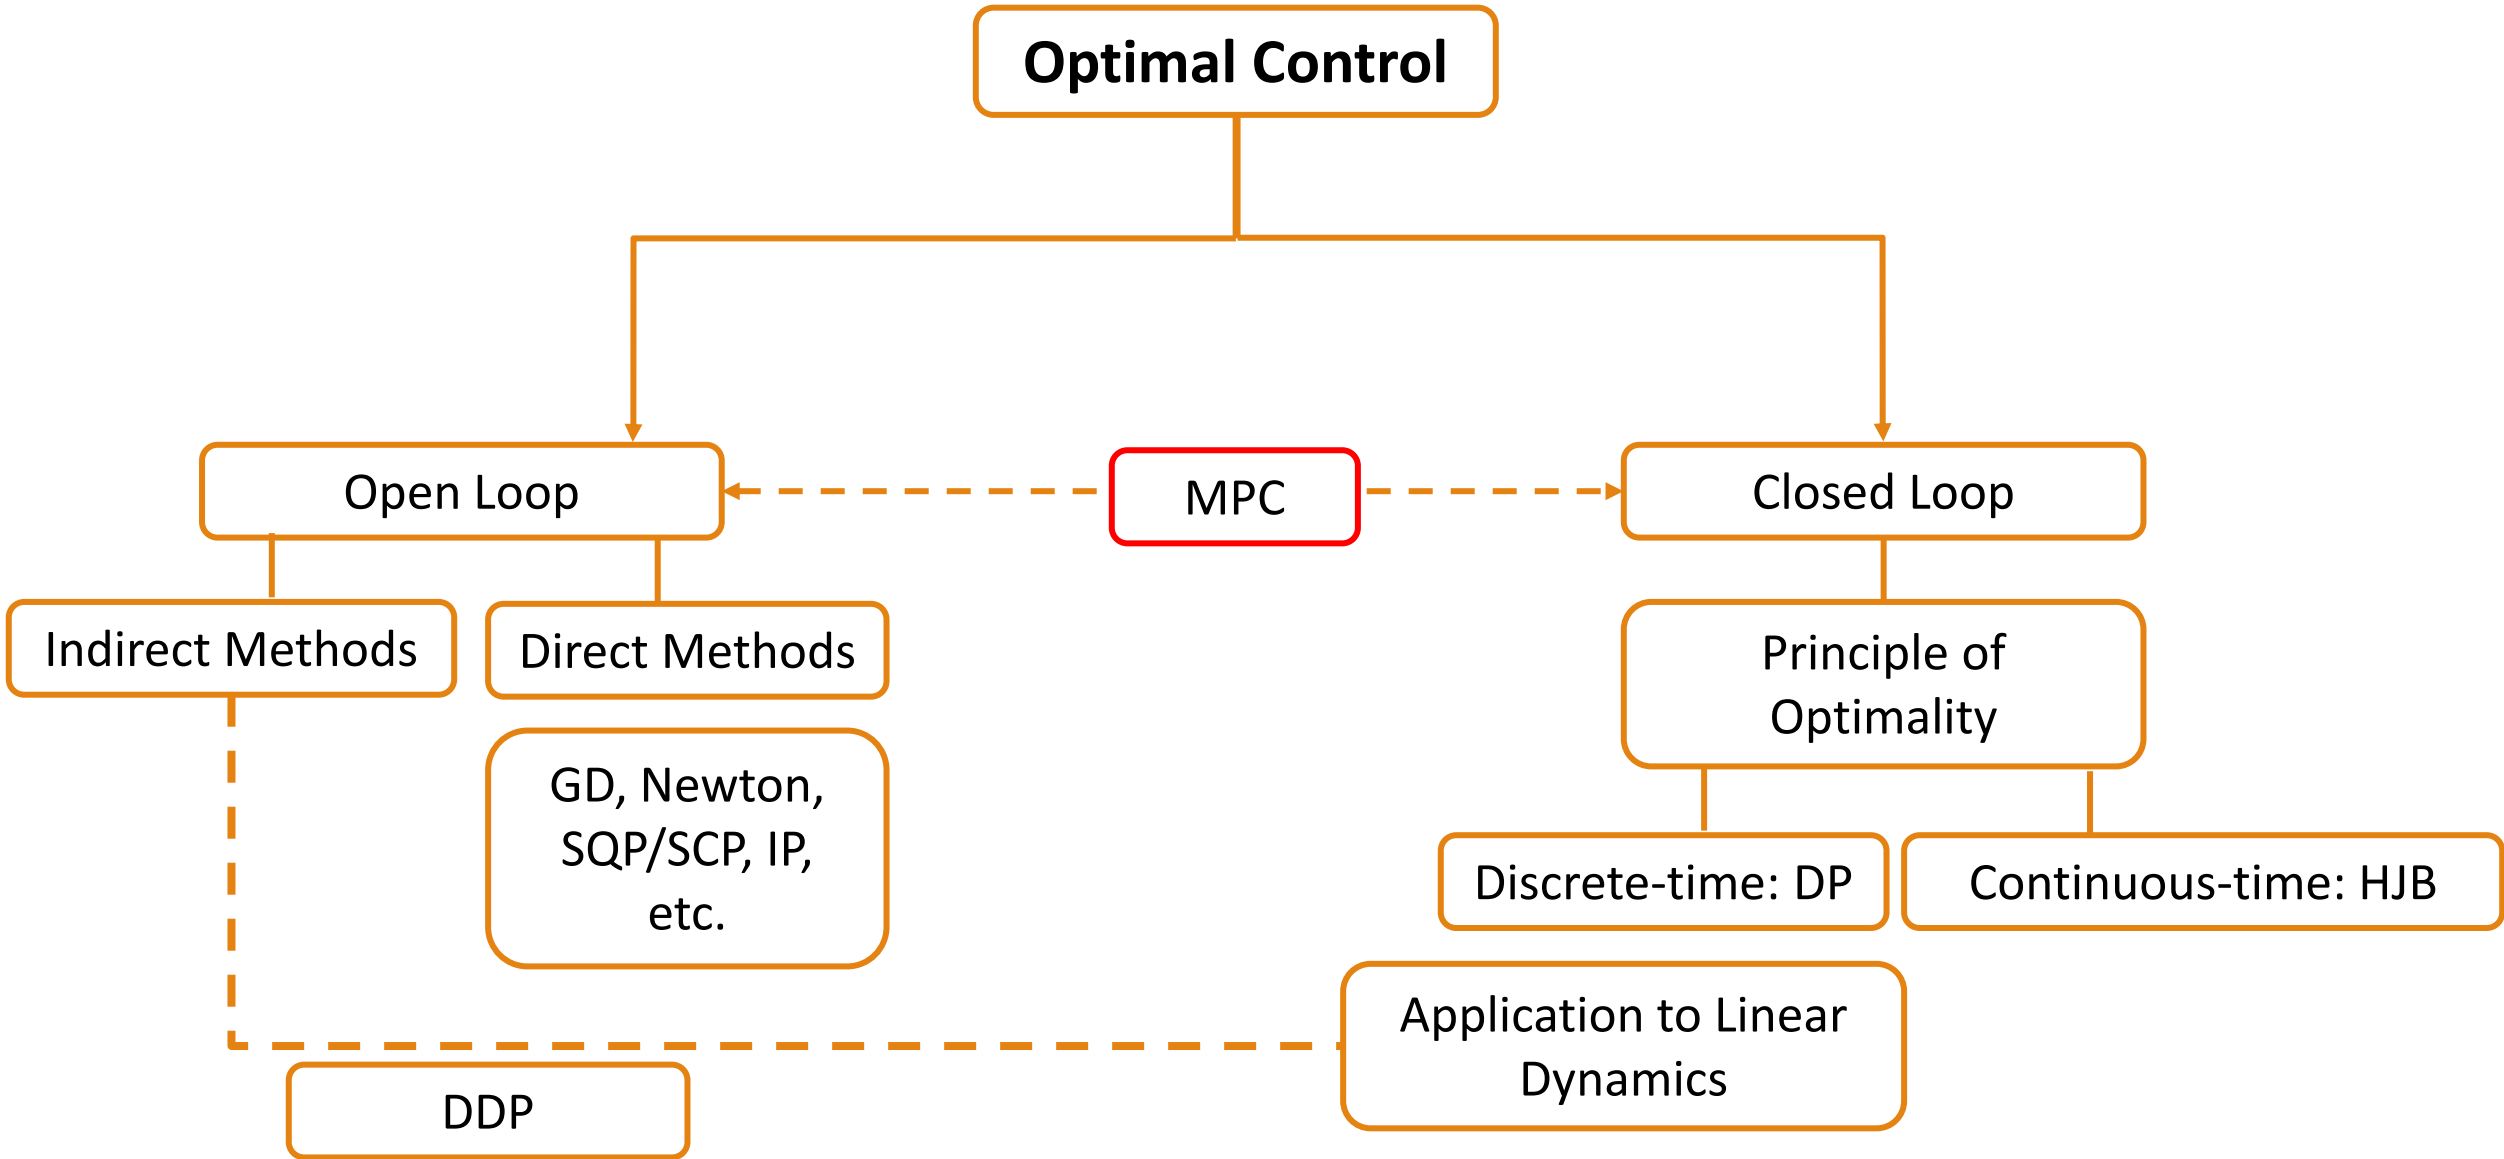 Optimal Control
Open Loop
MPC
Closed Loop
Indirect Methods
Direct Methods
Principle of
Optimality
GD, Newton,
SQP/SCP, IP,
etc.
Discrete-time: DP
Continuous-time: HJB
Application to Linear
Dynamics
DDP